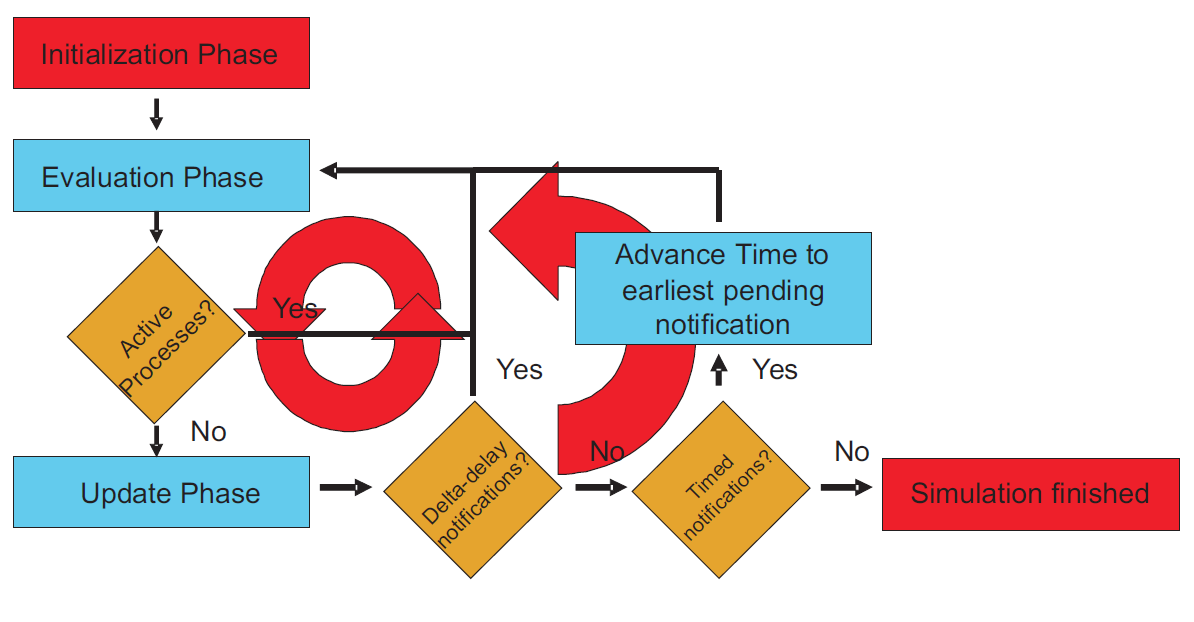 Initialization Phase
Evaluation Phase
Active
Processes?
Yes
No
Update Phase
Advance Time to
earliest pending
notification
Yes
Delta-delay
notifications?
No
Yes
Timed
notifications?
No
Simulation finished